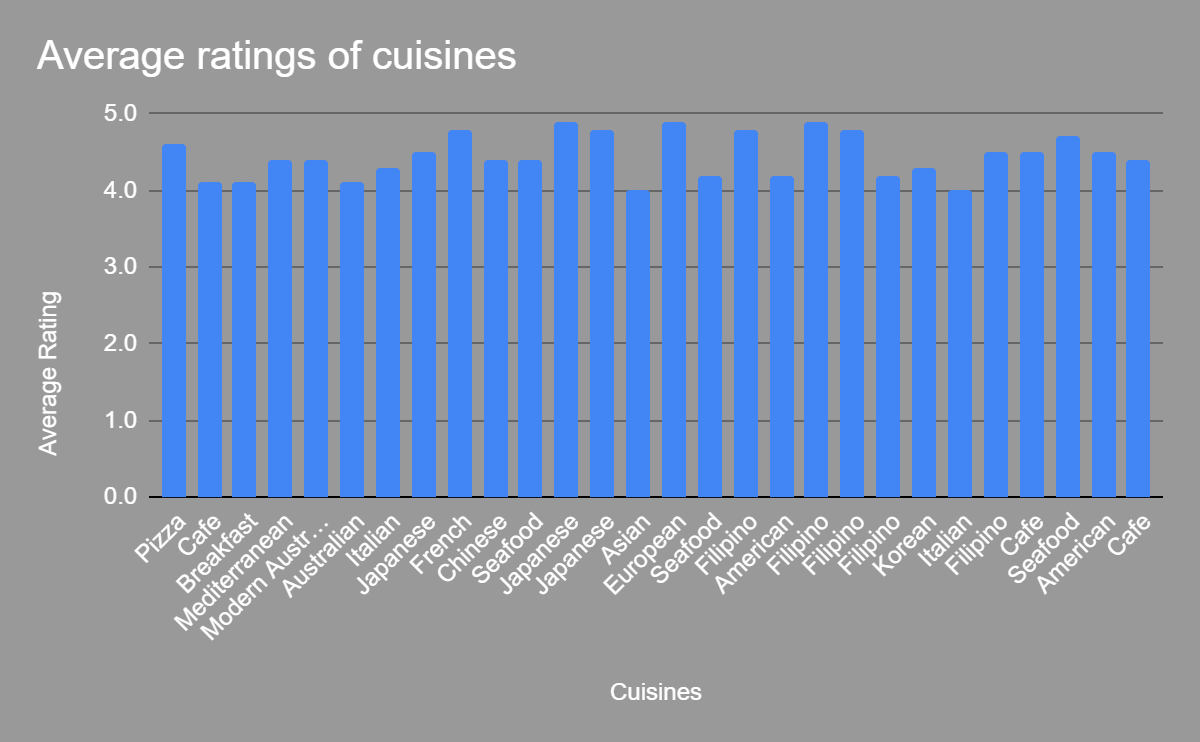 Average ratings of cuisines
5.0
4.0
3.0
2.0
1.0
0.0
Average Rating
Pizza
Cafe
Breakfast
Mediterranean
Modern Austr…
Australian
Italian
Japanese
French
Chinese
Seafood
Japanese
Japanese
Asian
European
Seafood
Filipino
American
Filipino
Filipino
Filipino
Korean
Italian
Filipino
Cafe
Seafood
American
Cafe
Cuisines